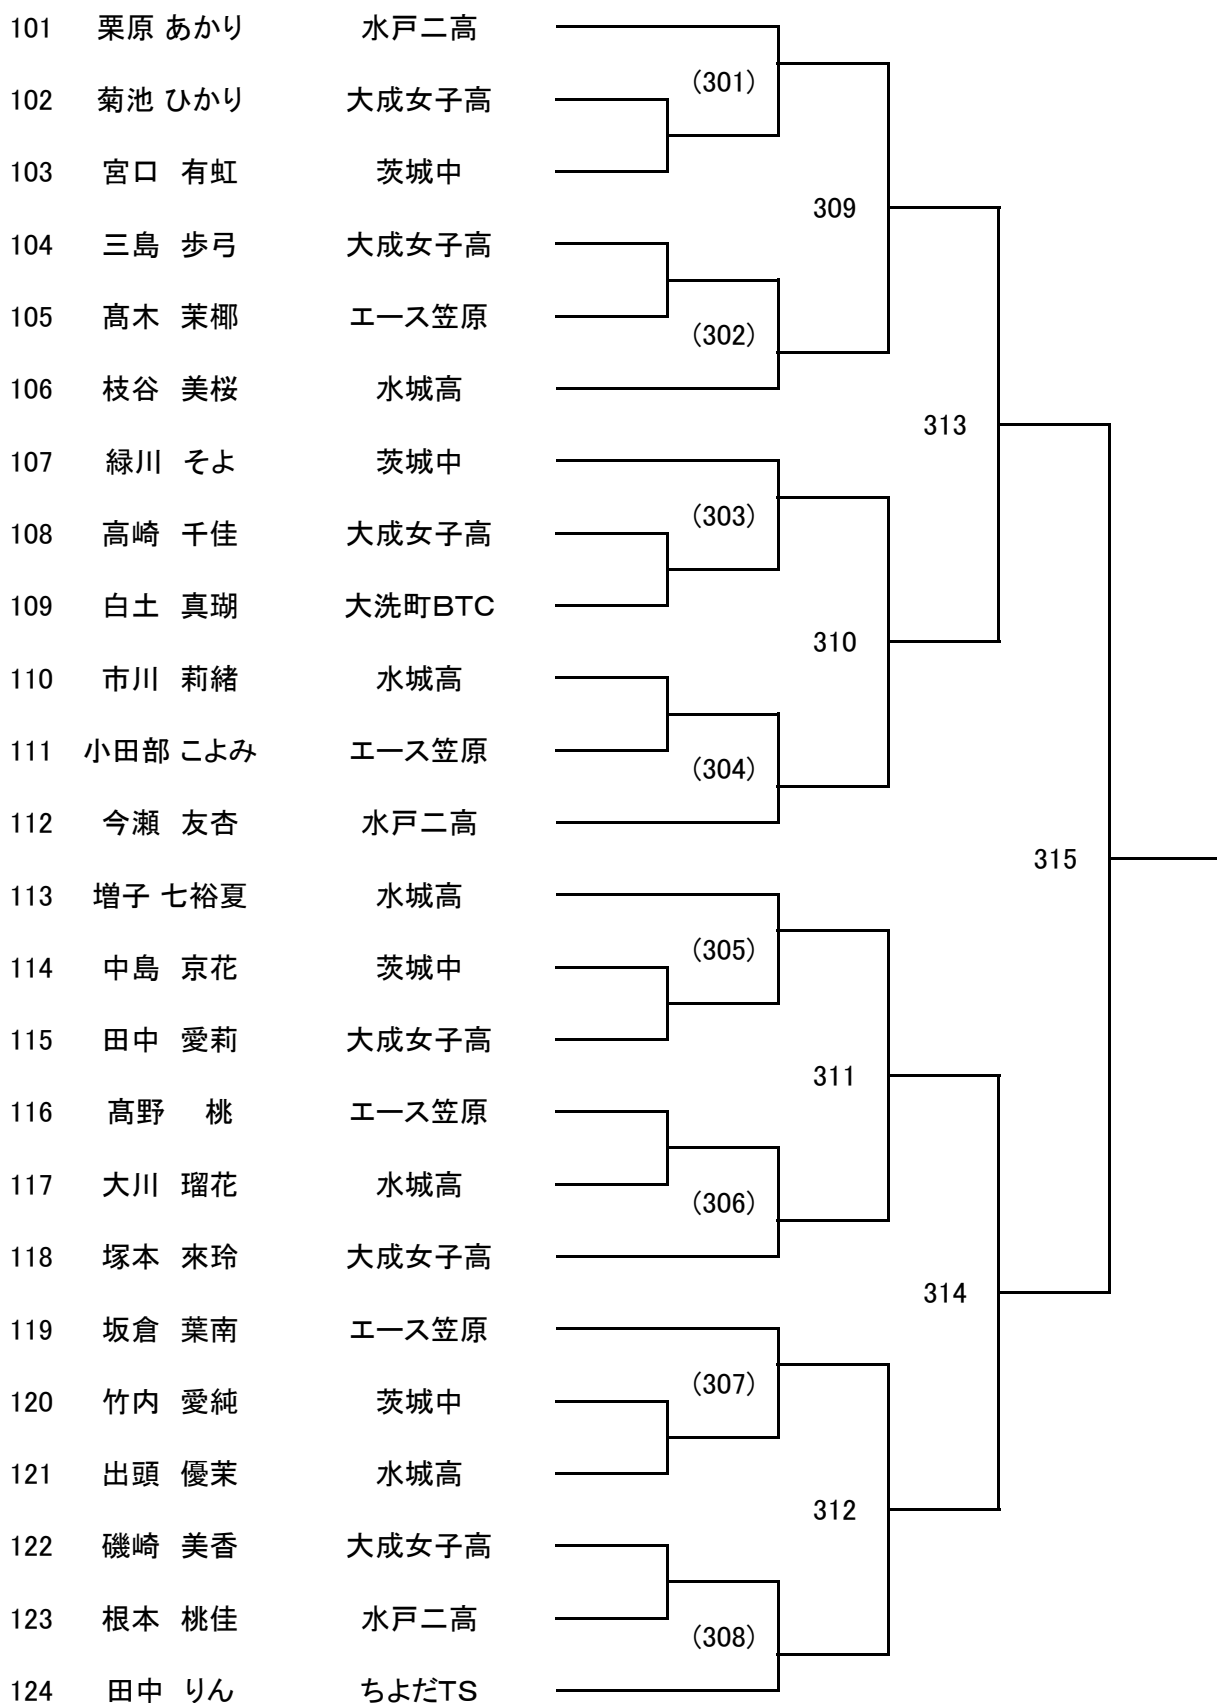 101 栗原 あかり 水戸二高
(301)
102 菊池 ひかり 大成女子高
103 宮口 有虹 茨城中
309
104 三島 歩弓 大成女子高
105 髙木 茉椰 エース笠原
(302)
106 枝谷 美桜 水城高
313
107 緑川 そよ 茨城中
(303)
108 高崎 千佳 大成女子高
109 白土 真瑚 大洗町BTC
310
110 市川 莉緒 水城高
111 小田部 こよみ エース笠原
(304)
112 今瀬 友杏 水戸二高
315
113 増子 七裕夏 水城高
(305)
114 中島 京花 茨城中
115 田中 愛莉 大成女子高
311
116 髙野 桃 エース笠原
117 大川 瑠花 水城高
(306)
118 塚本 來玲 大成女子高
314
119 坂倉 葉南 エース笠原
(307)
120 竹内 愛純 茨城中
121 出頭 優茉 水城高
312
122 磯崎 美香 大成女子高
123 根本 桃佳 水戸二高
(308)
124 田中 りん ちよだTS